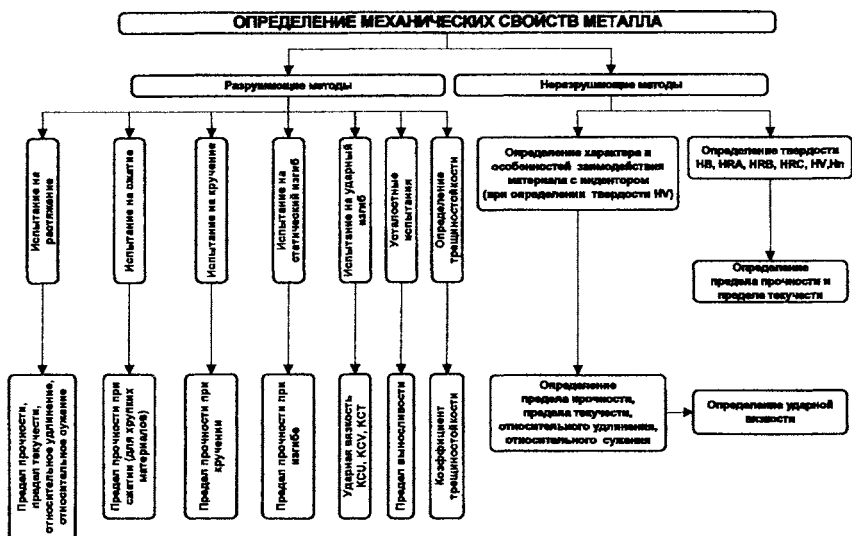 ОПРЕДЕЛЕНИЕ МЕХАНИЧЕСКИХ СВОЙСТВ МЕТАЛЛА
Разрушающие методы
Неразрушающие методы
Испытание на
растяжение
Испытание на сжатие
Испытание на кручение
Испытание на
статический изгиб
Испытание на ударный
изгиб
Усталостные
испытания
Определение
трещиностойкости
Определение характера и
особенностей взаимодействия
материала с индентором
(при определении твердости HV)
Определение твердости
HB, HRA, HRB, HRC, HV, Hп
Определение
предела прочности и
предела текучести
Предел прочности,
предел текучести,
относительное удлинение,
относительное сужение
Предел прочности при
сжатии (для хрупких
материалов)
Предел прочности при
кручении
Предел прочности при
изгибе
Ударная вязкость
KCU, KCV, KCT
Предел выносливости
Коэффициент
трещиностойкости
Определение
предела прочности,
предела текучести,
относительного удлинения,
относительного сужения
Определение ударной
вязкости